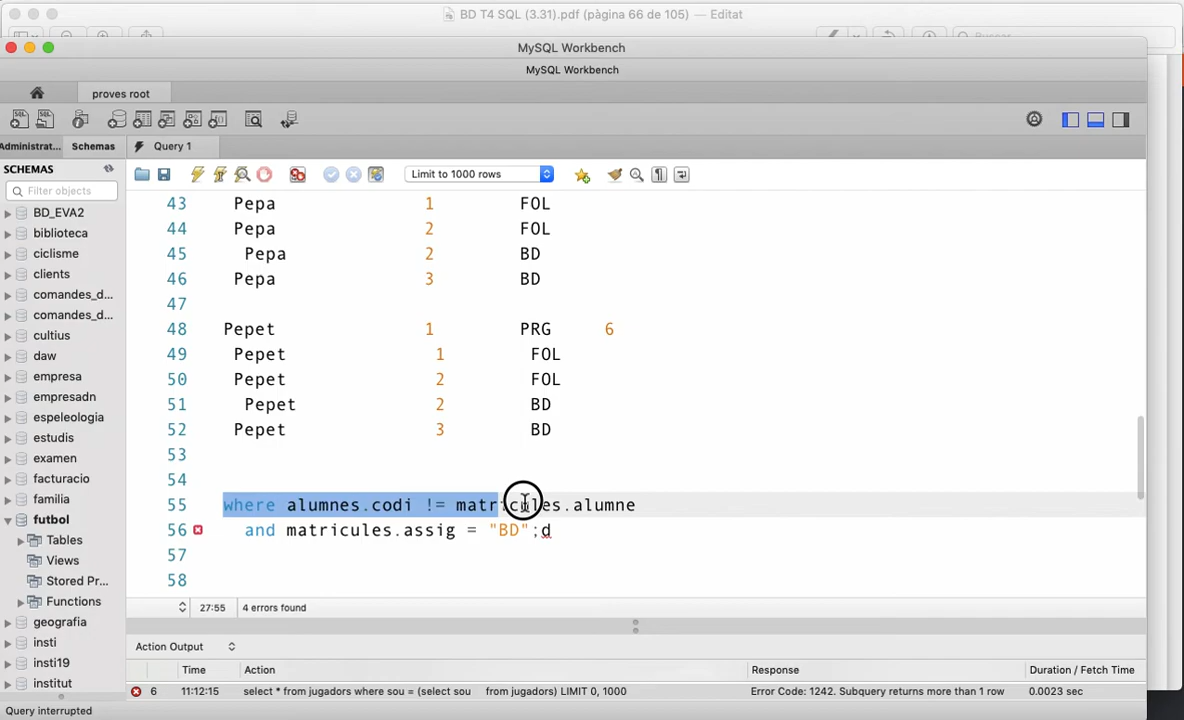 BD T4 SQL (3.31).pdf (pàgina 66 de 105) — Editat
MySQL Workbench
MySQL Workbench
proves root
Administrat... Schemas Query 1
SCHEMAS
Limit to 1000 rows
Filter objects
BD_EVA2
biblioteca
ciclisme
clients
comandes_d...
comandes_d...
cultius
daw
empresa
empresadn
espeleologia
estudis
examen
facturacio
familia
futbol
Tables
Views
Stored Pr...
Functions
geografia
insti
insti19
institut
43 Pepa 1 FOL
44 Pepa 2 FOL
45 Pepa 2 BD
46 Pepa 3 BD
47
48 Pepet 1 PRG 6
49 Pepet 1 FOL
50 Pepet 2 FOL
51 Pepet 2 BD
52 Pepet 3 BD
53
54
55 where alumnes.codi != matricules.alumne
56 and matricules.assig = "BD";d
57
58
27:55 4 errors found
Action Output
Time Action Response Duration / Fetch Time
6 11:12:15 select * from jugadors where sou = (select sou from jugadors) LIMIT 0, 1000 Error Code: 1242. Subquery returns more than 1 row 0.0023 sec
Query interrupted